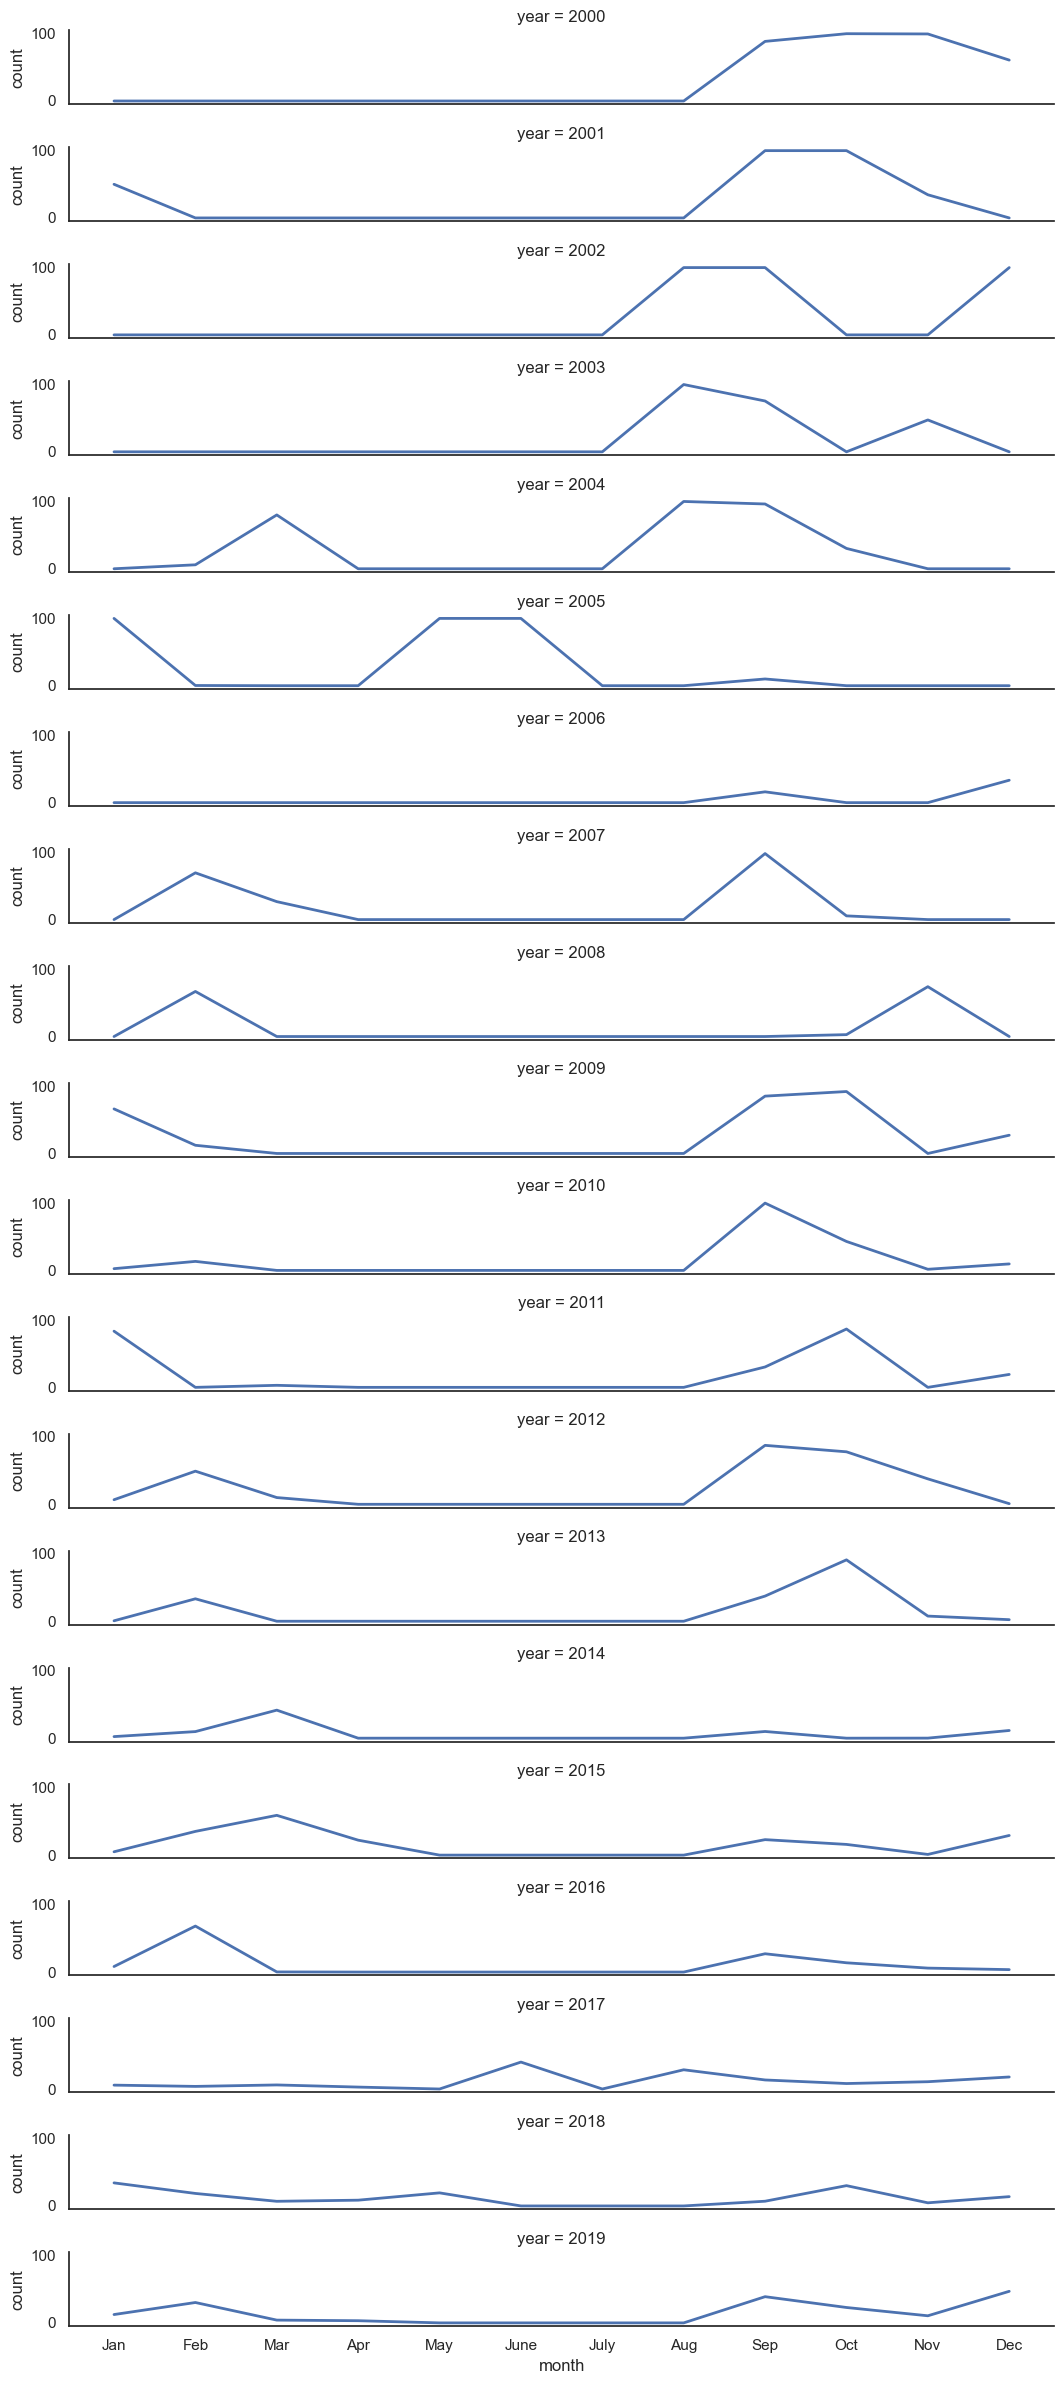 year = 2000
100
count
0
year = 2001
100
count
0
year = 2002
100
count
0
year = 2003
100
count
0
year = 2004
100
count
0
year = 2005
100
count
0
year = 2006
100
count
0
year = 2007
100
count
0
year = 2008
100
count
0
year = 2009
100
count
0
year = 2010
100
count
0
year = 2011
100
count
0
year = 2012
100
count
0
year = 2013
100
count
0
year = 2014
100
count
0
year = 2015
100
count
0
year = 2016
100
count
0
year = 2017
100
count
0
year = 2018
100
count
0
year = 2019
100
count
0
Jan Feb Mar Apr May June July Aug Sep Oct Nov Dec
month